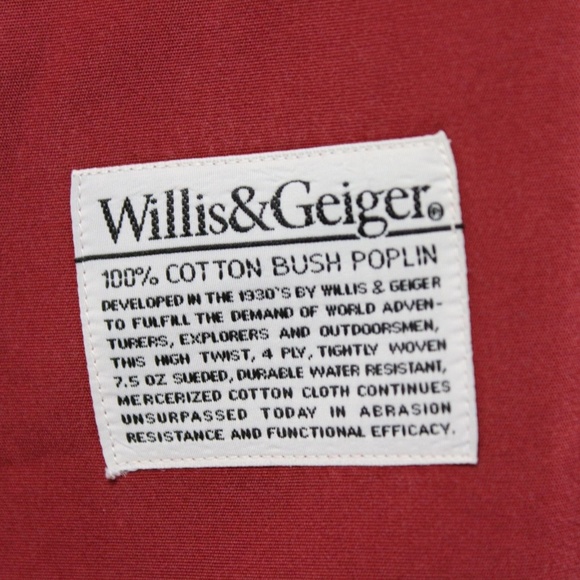 Willis&Geiger®
100% COTTON BUSH POPLIN
DEVELOPED IN THE 1930'S BY WILLIS & GEIGER
TO FULFILL THE DEMAND OF WORLD ADVEN-
TURERS, EXPLORERS AND OUTDOORSMEN,
THIS HIGH TWIST, 4 PLY, TIGHTLY WOVEN
7.5 OZ SUEDED, DURABLE WATER RESISTANT,
MERCERIZED COTTON CLOTH CONTINUES
UNSURPASSED TODAY IN ABRASION
RESISTANCE AND FUNCTIONAL EFFICACY.